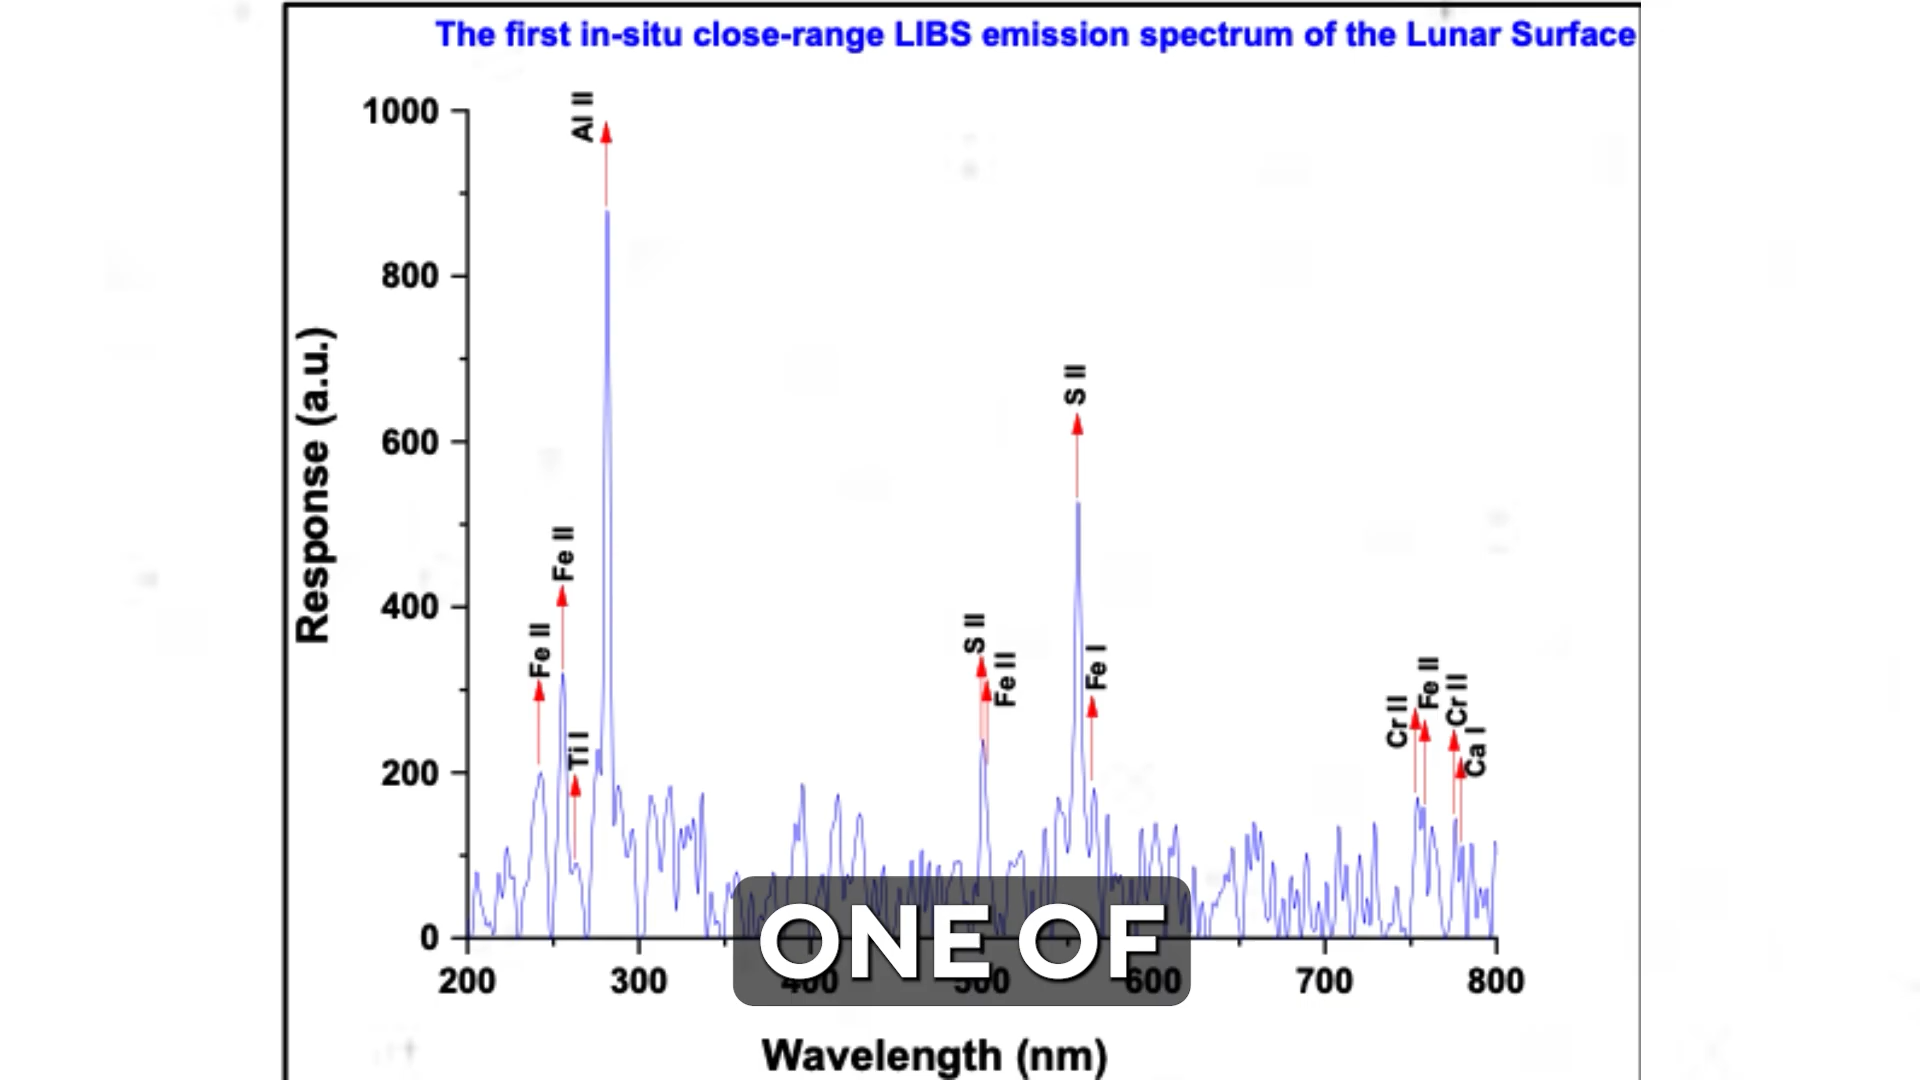 The first in-situ close-range LIBS emission spectrum of the Lunar Surface
1000
800
600
400
200
0
Response (a.u.)
Al II
Fe II
Fe II
Ti I
S II
Fe II
S II
Fe I
Cr II
Fe II
Cr II
Ca I
ONE OF
200
300
400
500
600
700
800
Wavelength (nm)